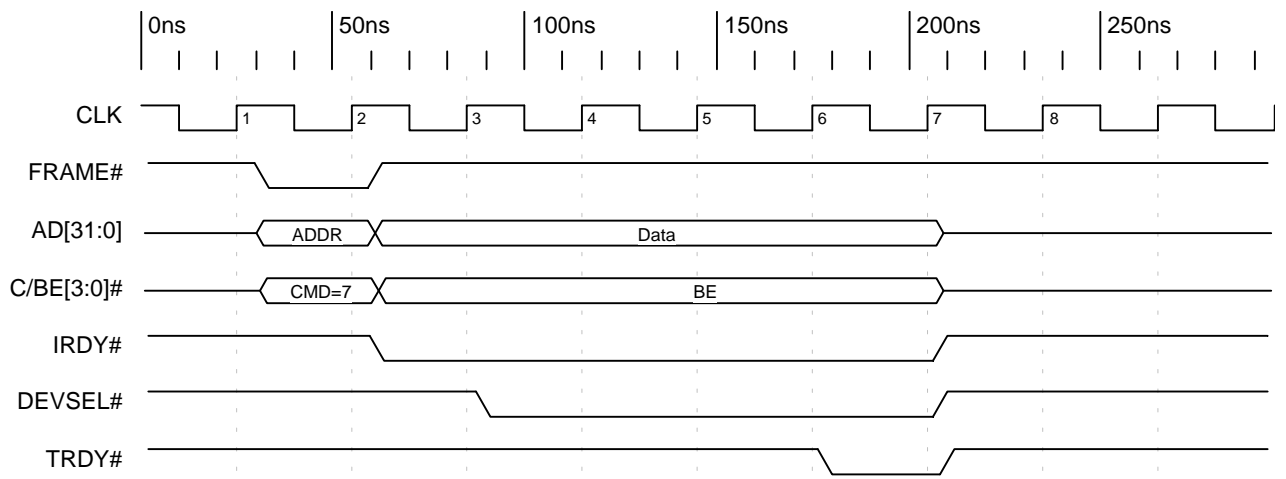 0ns 50ns 100ns 150ns 200ns 250ns
CLK 1 2 3 4 5 6 7 8
FRAME#
AD[31:0] ADDR Data
C/BE[3:0]# CMD=7 BE
IRDY#
DEVSEL#
TRDY#